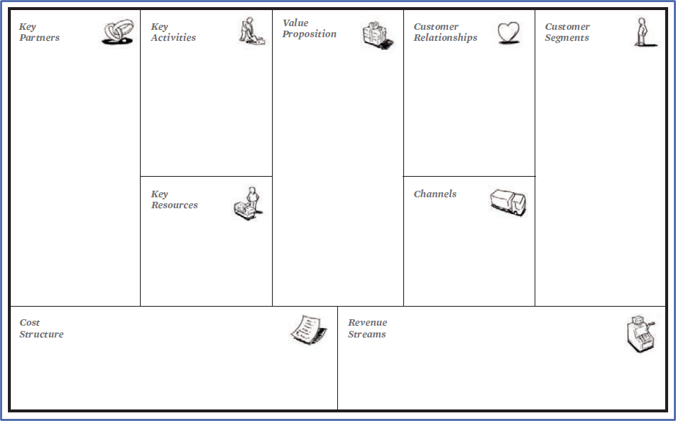 Key
Partners
Key
Activities
Value
Proposition
Customer
Relationships
Customer
Segments
Key
Resources
Channels
Cost
Structure
Revenue
Streams